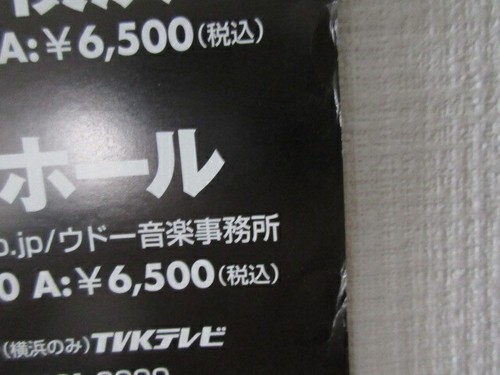 A:￥6,500(税込)
ホール
.jp/ウドー音楽事務所
0 A:￥6,500(税込)
(横浜のみ)TVKテレビ